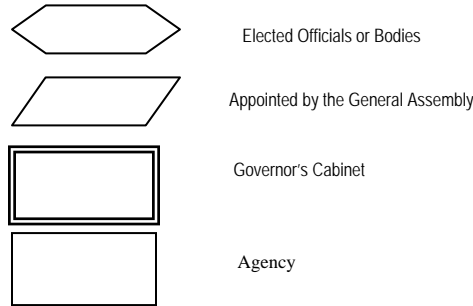 Elected Officials or Bodies
Appointed by the General Assembly
Governor's Cabinet
Agency